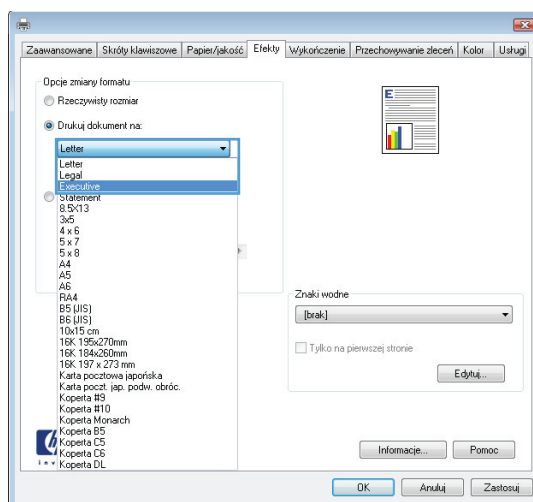 Zaawansowane Skróty klawiszowe Papier/jakość Efekty Wykończenie Przechowywanie zleceń Kolor Usługi
Opcje zmiany formatu
Rzeczywisty rozmiar
Drukuj dokument na:
Letter
Letter
Legal
Executive
Statement
8.5X13
3x5
4 x 6
5 x 7
5 x 8
A4
A5
A6
RA4
B5 (JIS)
B6 (JIS)
10x15 cm
16K 195x270mm
16K 184x260mm
16K 197 x 273 mm
Karta pocztowa japońska
Karta poczt. jap. podw. obróc.
Koperta #9
Koperta #10
Koperta Monarch
Koperta B5
Koperta C5
Koperta C6
Koperta DL
E
Znaki wodne
[brak]
Tylko na pierwszej stronie
Edytuj...
Informacje... Pomoc
OK Anuluj Zastosuj